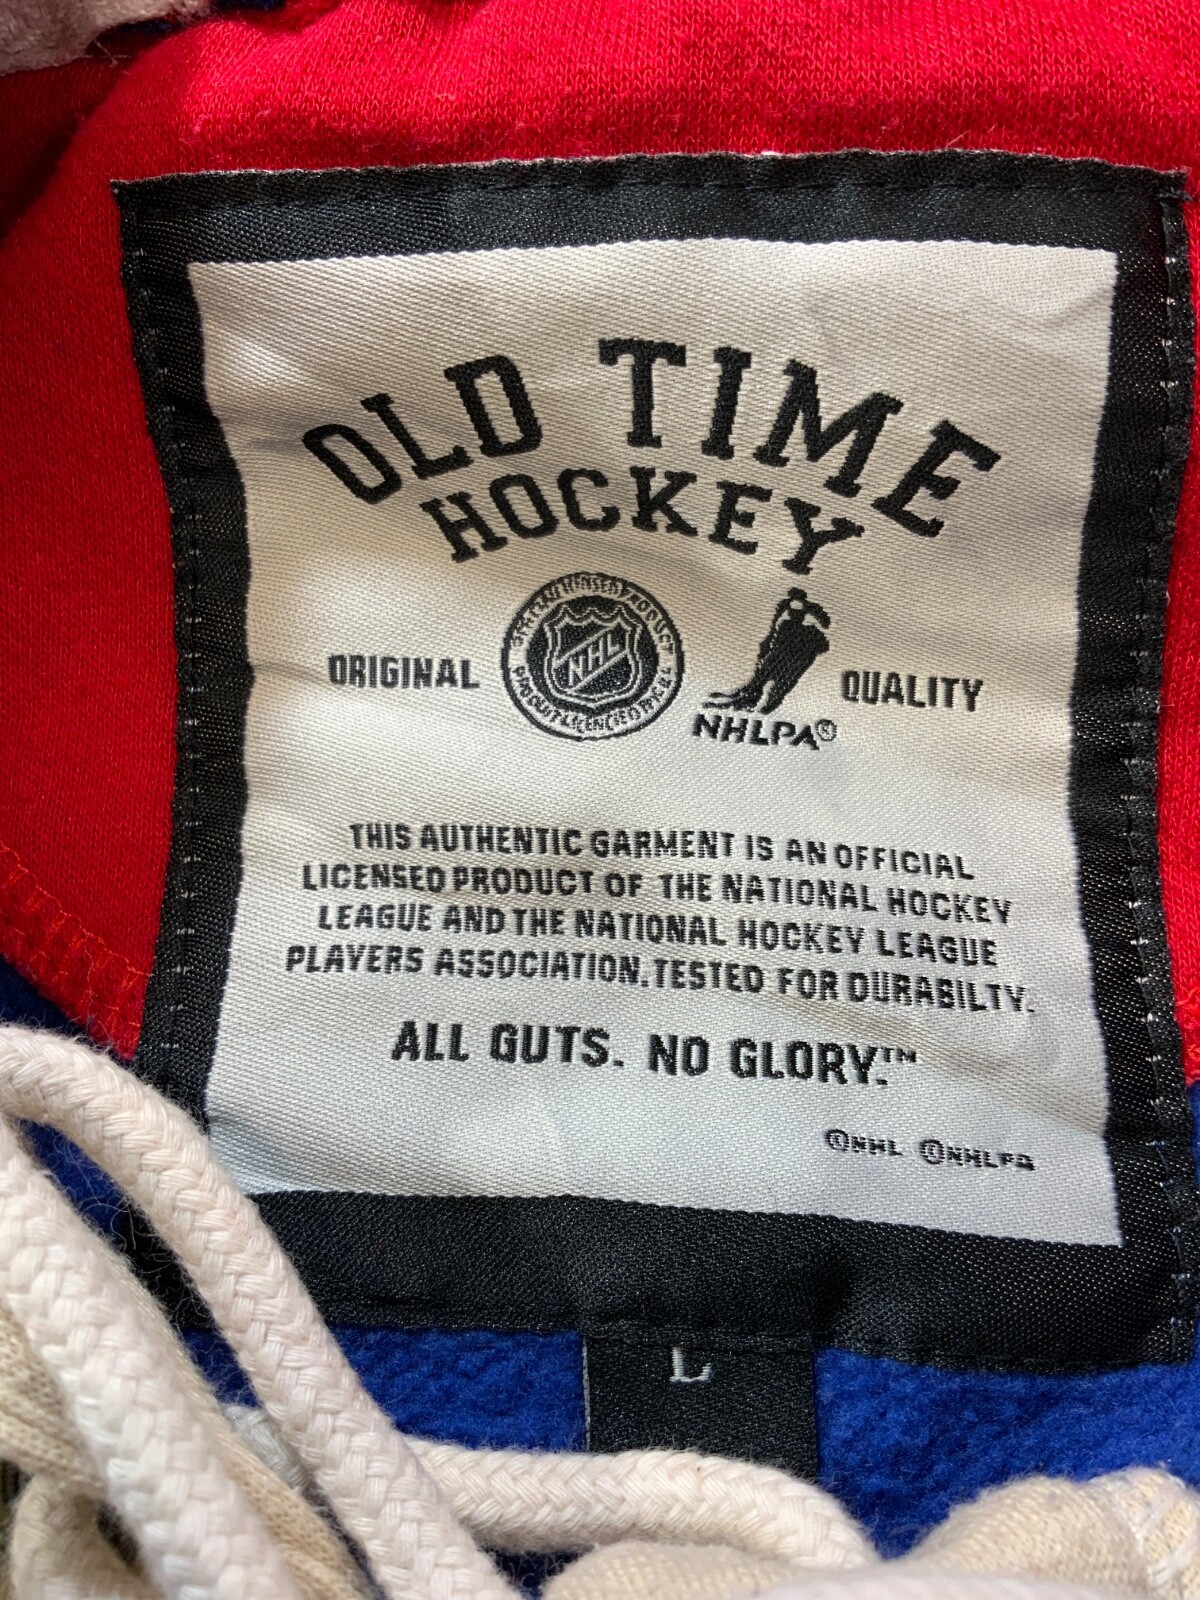 OLD TIME
HOCKEY
ORIGINAL
NHL
NHLPA®
QUALITY
THIS AUTHENTIC GARMENT IS AN OFFICIAL
LICENSED PRODUCT OF THE NATIONAL HOCKEY
LEAGUE AND THE NATIONAL HOCKEY LEAGUE
PLAYERS ASSOCIATION. TESTED FOR DURABILTY.
ALL GUTS. NO GLORY.™
©NHL ©NHLPA
L